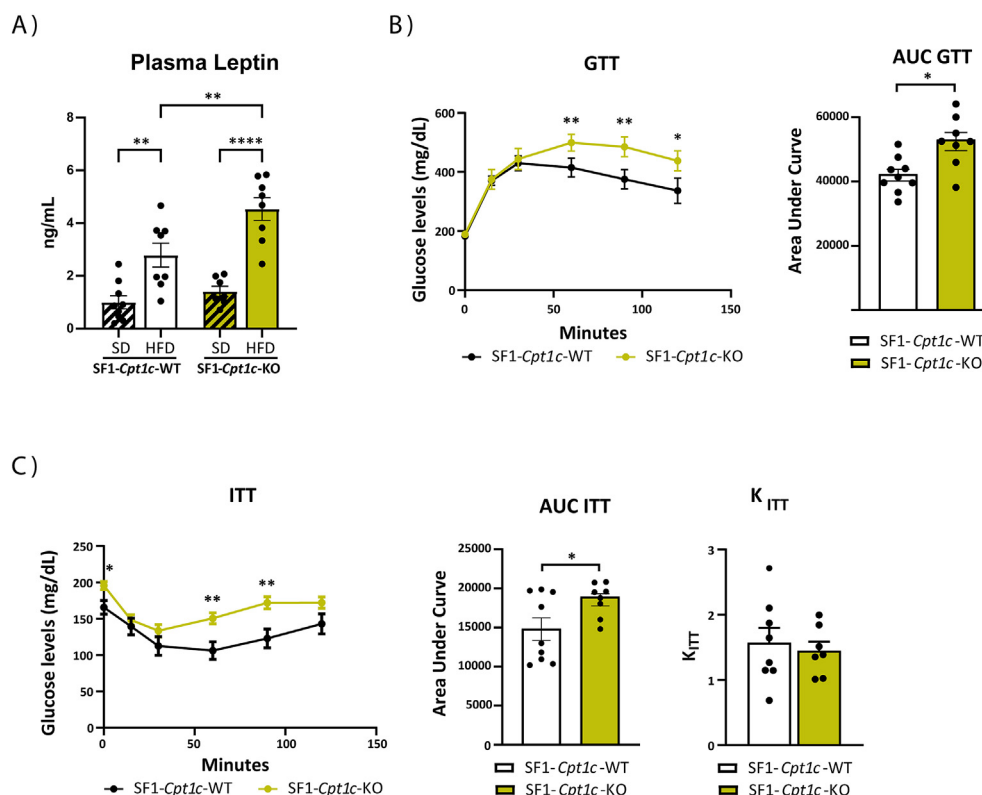 A)
Plasma Leptin
**
** ****
6
4
2
0
ng/mL
SD HFD SD HFD
SF1-Cpt1c-WT SF1-Cpt1c-KO
B)
GTT
** ** *
600
400
200
0
Glucose levels (mg/dL)
0 50 100 150
Minutes
SF1-Cpt1c-WT SF1-Cpt1c-KO
AUC GTT
*
60000
40000
20000
Area Under Curve
SF1-Cpt1c-WT
SF1-Cpt1c-KO
C)
ITT
* ** **
250
200
150
100
50
0
Glucose levels (mg/dL)
0 50 100 150
Minutes
SF1-Cpt1c-WT SF1-Cpt1c-KO
AUC ITT
*
25000
20000
15000
10000
5000
0
Area Under Curve
SF1-Cpt1c-WT
SF1-Cpt1c-KO
K ITT
3
2
1
0
KITT
SF1-Cpt1c-WT
SF1-Cpt1c-KO